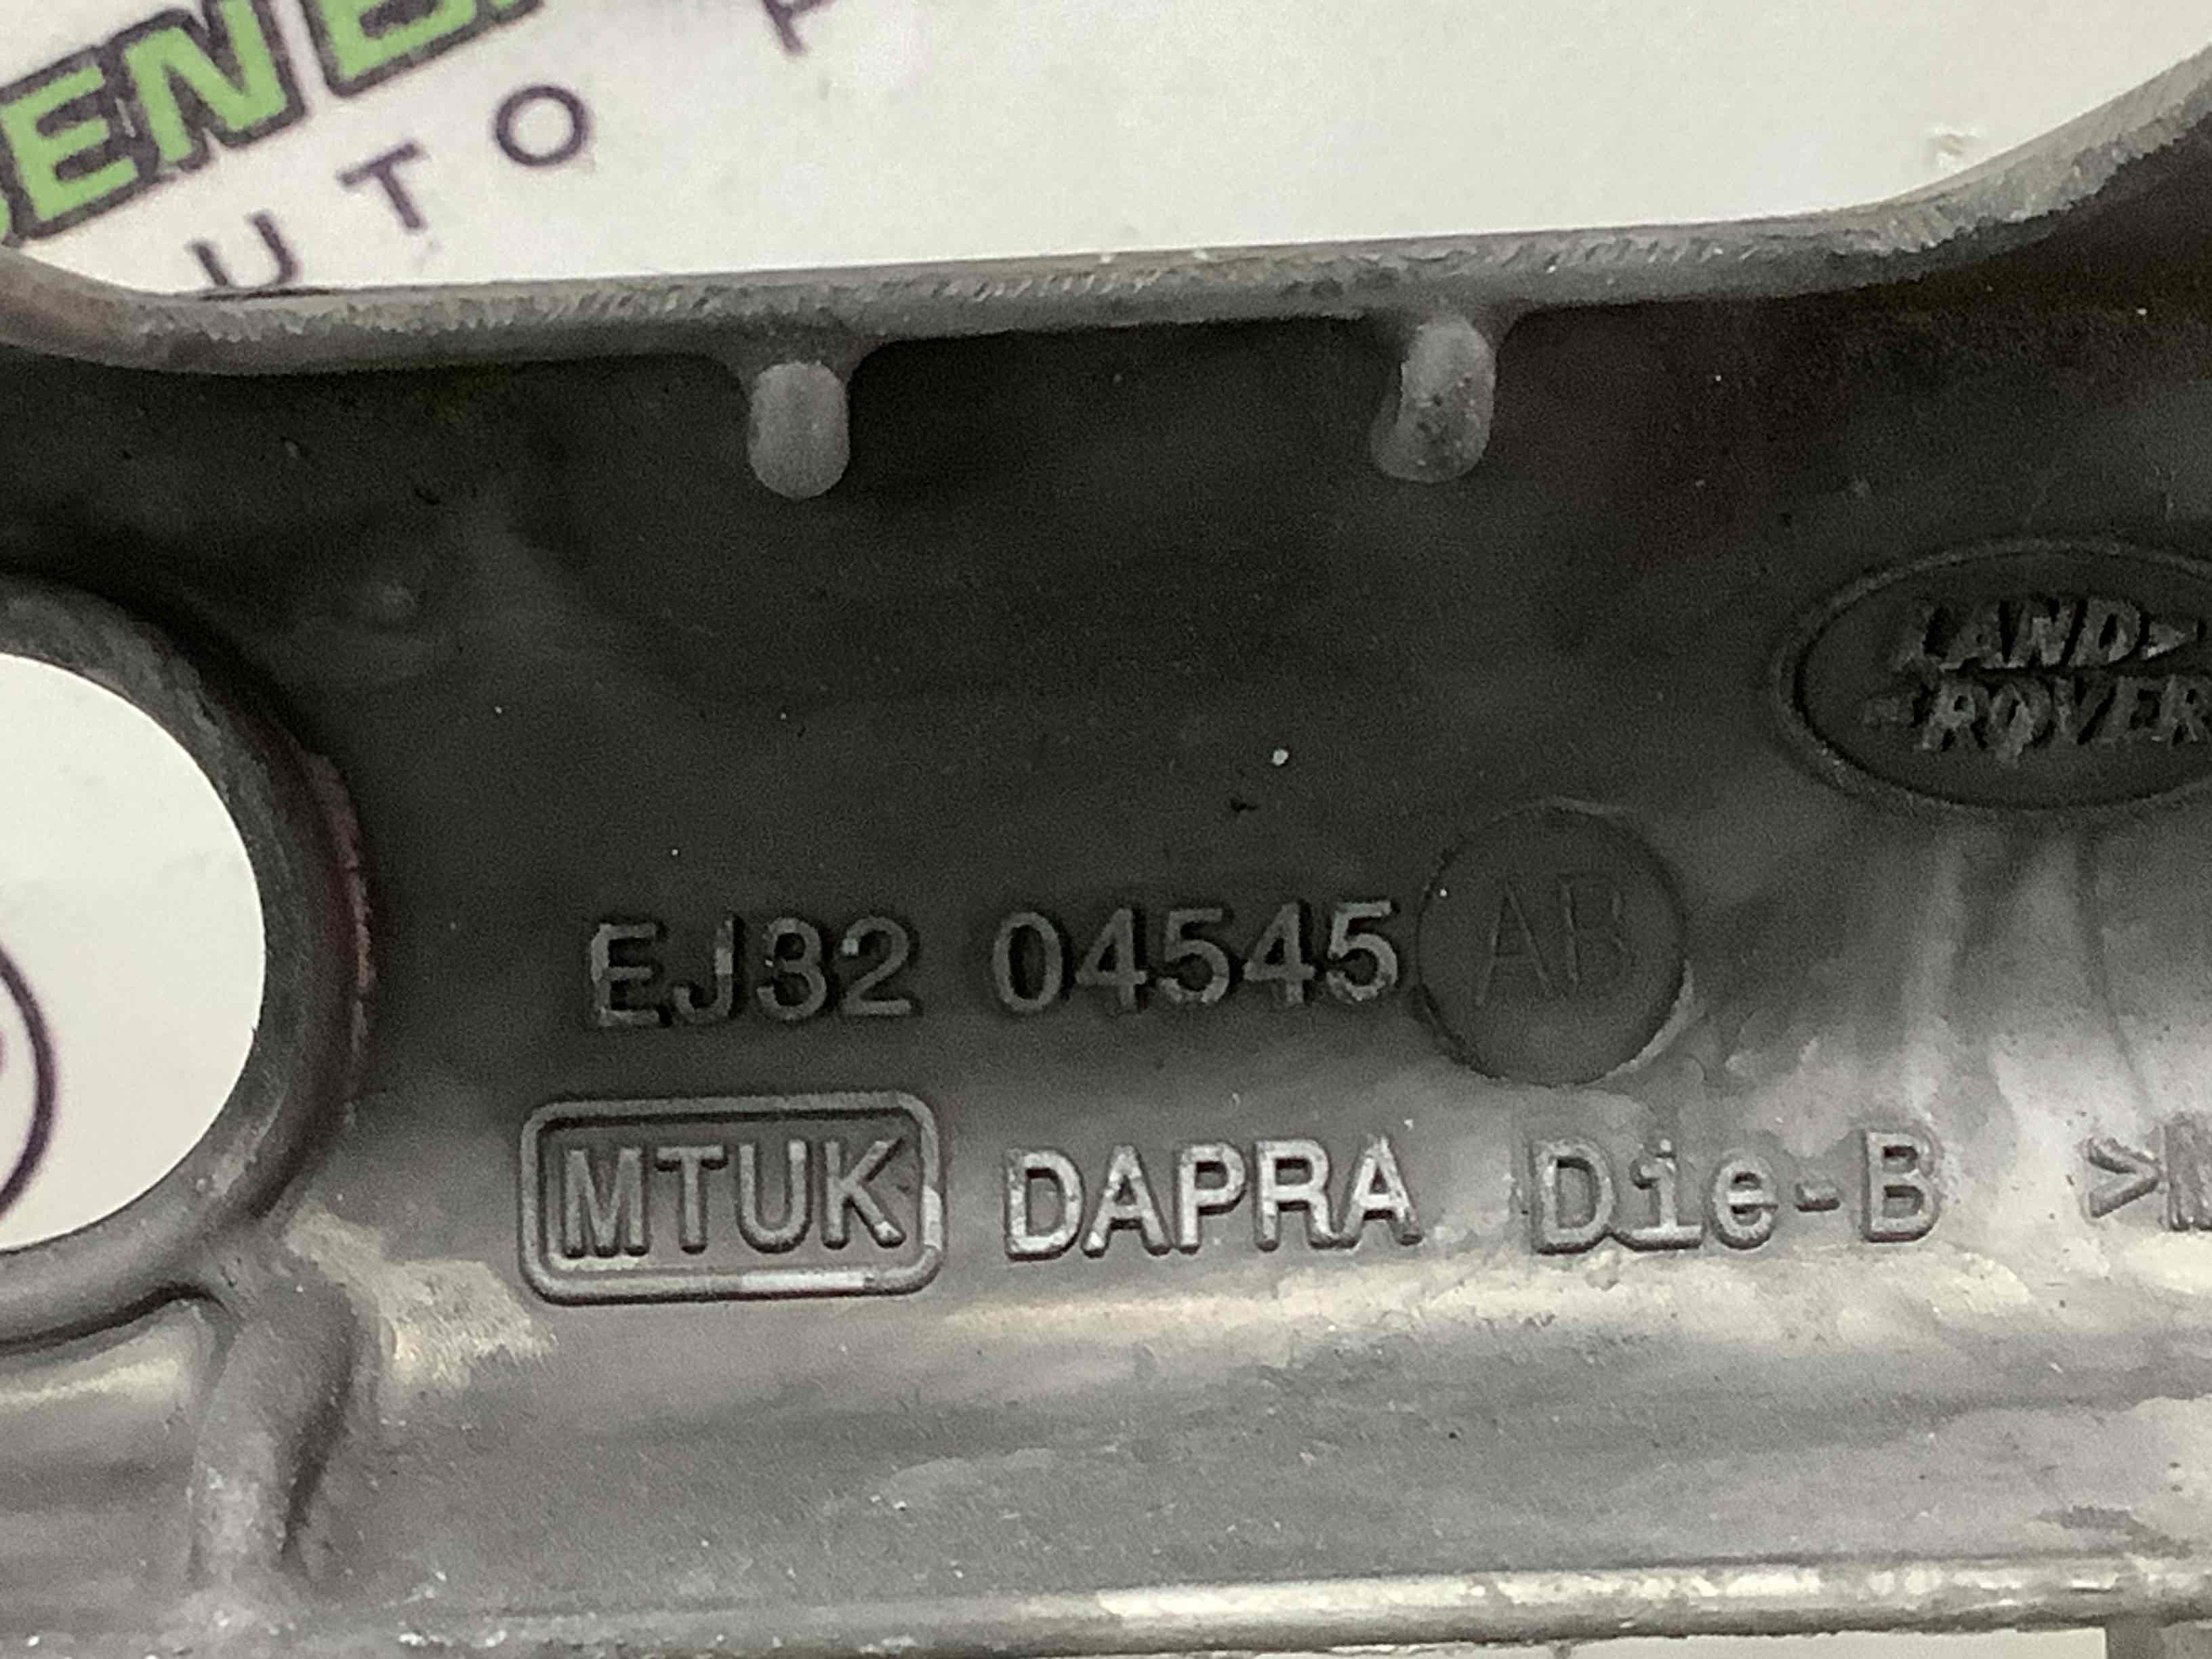 UTO
LAND
ROVER
EJ32 04545 AB
MTUK DAPRA Die-B